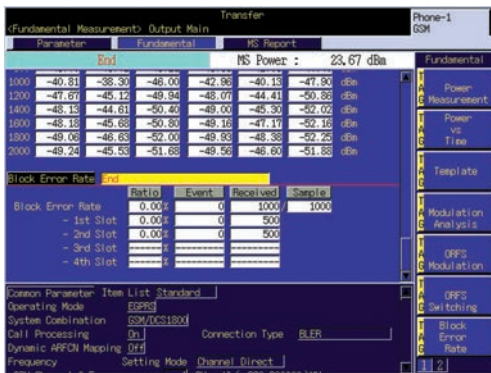 Transfer
Phone-1
<Fundamental Measurement> Output Main
GSM
Parameter Fundamental MS Report
End MS Power : 23.67 dBm
Fundamental
1000 -40.81 -38.30 -46.00 -42.96 -40.13 -47.90 dBm
1200 -47.67 -45.12 -49.94 -48.07 -44.41 -50.86 dBm
1400 -48.13 -44.61 -50.40 -49.00 -45.30 -52.02 dBm
1600 -48.18 -45.68 -50.80 -49.16 -47.17 -52.16 dBm
1800 -49.06 -46.63 -52.00 -49.93 -48.38 -52.25 dBm
2000 -49.24 -45.53 -51.68 -49.56 -46.60 -51.88 dBm
Block Error Rate End
Ratio Event Received Sample
Block Error Rate 0.00% 0 1000/ 1000
- 1st Slot 0.00% 0 500
- 2nd Slot 0.00% 0 500
- 3rd Slot -----% ----- -----
- 4th Slot -----% ----- -----
Common Parameter Item List Standard
Operating Mode EGPRS
System Combination GSM/DCS1800
Call Processing On Connection Type BLER
Dynamic ARFCN Mapping Off
Frequency Setting Mode Channel Direct
TAG Power Measurement
TAG Power vs Time
TAG Template
TAG Modulation Analysis
TAG ORFS Modulation
TAG ORFS Switching
TAG Block Error Rate
1 2